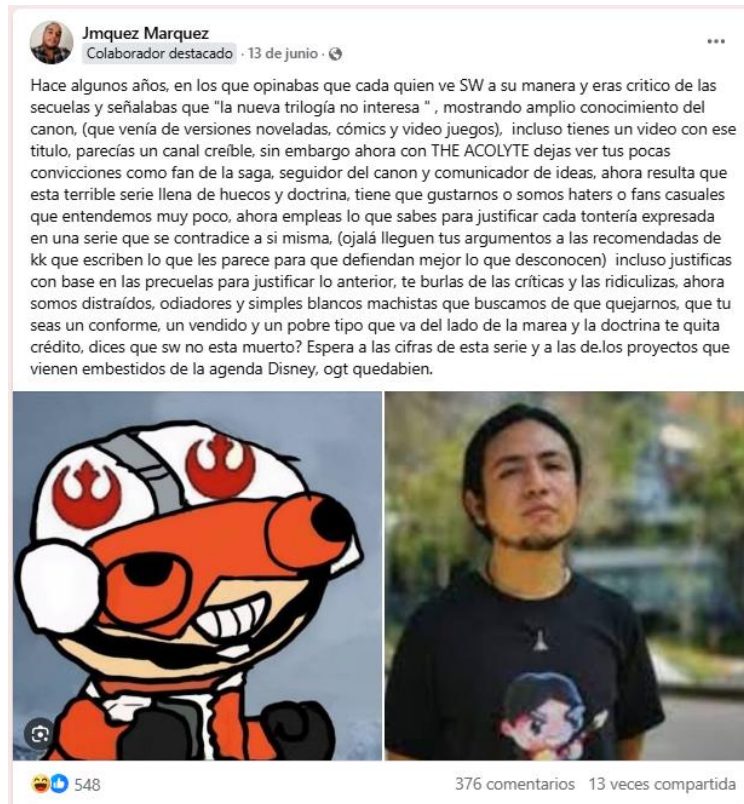 Jmquez Marquez
Colaborador destacado · 13 de junio ·
Hace algunos años, en los que opinabas que cada quien ve SW a su manera y eras critico de las
secuelas y señalabas que "la nueva trilogía no interesa " , mostrando amplio conocimiento del
canon, (que venía de versiones noveladas, cómics y video juegos), incluso tienes un video con ese
titulo, parecías un canal creíble, sin embargo ahora con THE ACOLYTE dejas ver tus pocas
convicciones como fan de la saga, seguidor del canon y comunicador de ideas, ahora resulta que
esta terrible serie llena de huecos y doctrina, tiene que gustarnos o somos haters o fans casuales
que entendemos muy poco, ahora empleas lo que sabes para justificar cada tontería expresada
en una serie que se contradice a si misma, (ojalá lleguen tus argumentos a las recomendadas de
kk que escriben lo que les parece para que defiendan mejor lo que desconocen) incluso justificas
con base en las precuelas para justificar lo anterior, te burlas de las críticas y las ridiculizas, ahora
somos distraídos, odiadores y simples blancos machistas que buscamos de que quejarnos, que tu
seas un conforme, un vendido y un pobre tipo que va del lado de la marea y la doctrina te quita
crédito, dices que sw no esta muerto? Espera a las cifras de esta serie y a las de.los proyectos que
vienen embestidos de la agenda Disney, ogt quedabien.
548
376 comentarios 13 veces compartida